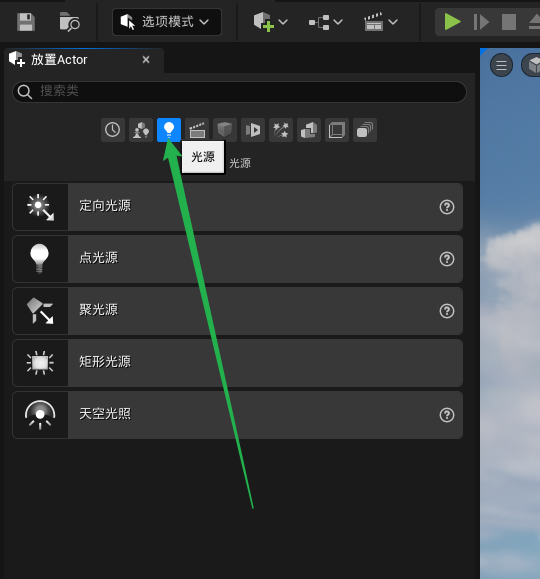 选项模式
放置Actor
搜索类
光源
光源
定向光源
点光源
聚光源
矩形光源
天空光照